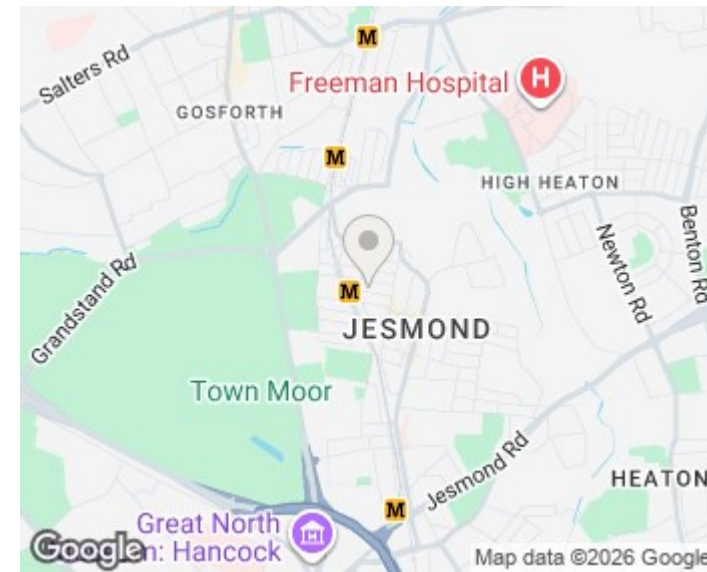 M
Salters Rd
Freeman Hospital H
GOSFORTH
M
HIGH HEATON
Benton Rd
Newton Rd
Grandstand Rd
M
JESMOND
Town Moor
Jesmond Rd
HEATON
M
Great North
m: Hancock
Google
Map data ©2026 Google